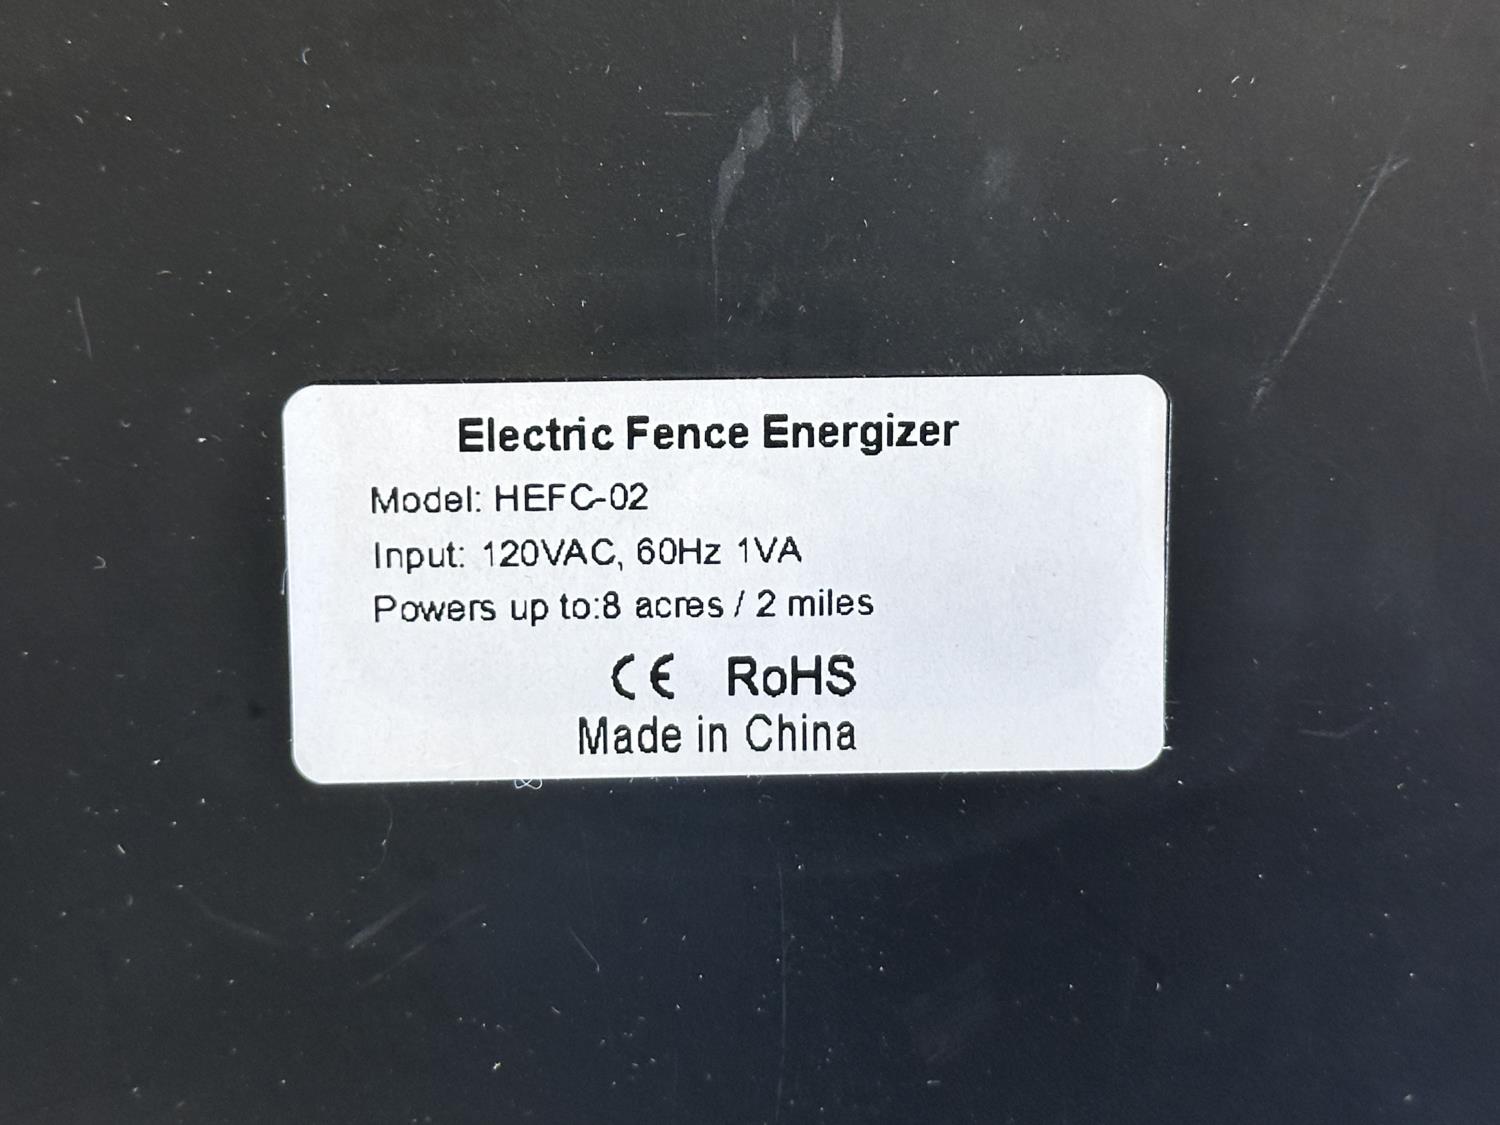 Electric Fence Energizer
Model: HEFC-02
Input: 120VAC, 60Hz 1VA
Powers up to:8 acres / 2 miles
CE RoHS
Made in China